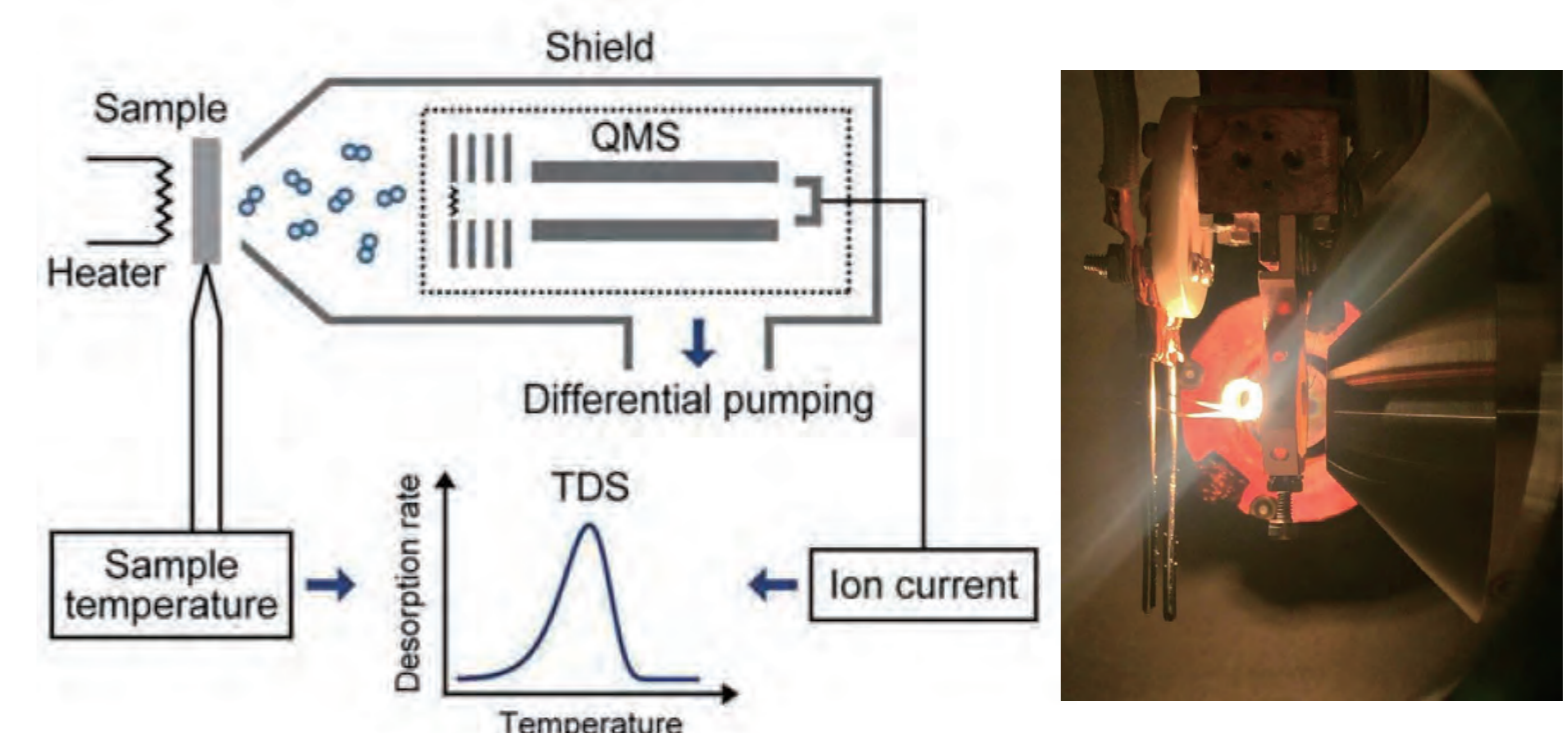 Shield
Sample
QMS
Heater
Differential pumping
TDS
Desorption rate
Sample
temperature
Ion current
Temperature